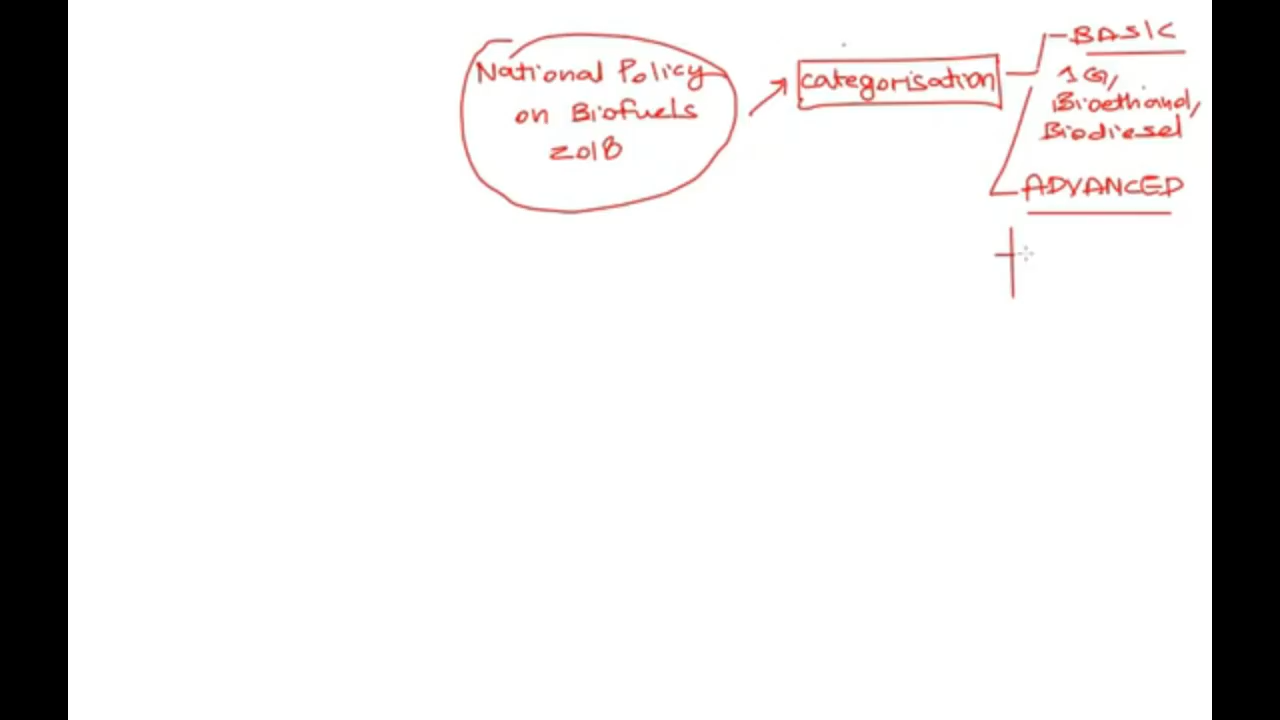 National Policy
on Biofuels
2018
categorisation
BASIC
1G,
Bioethanol,
Biodiesel
ADVANCED